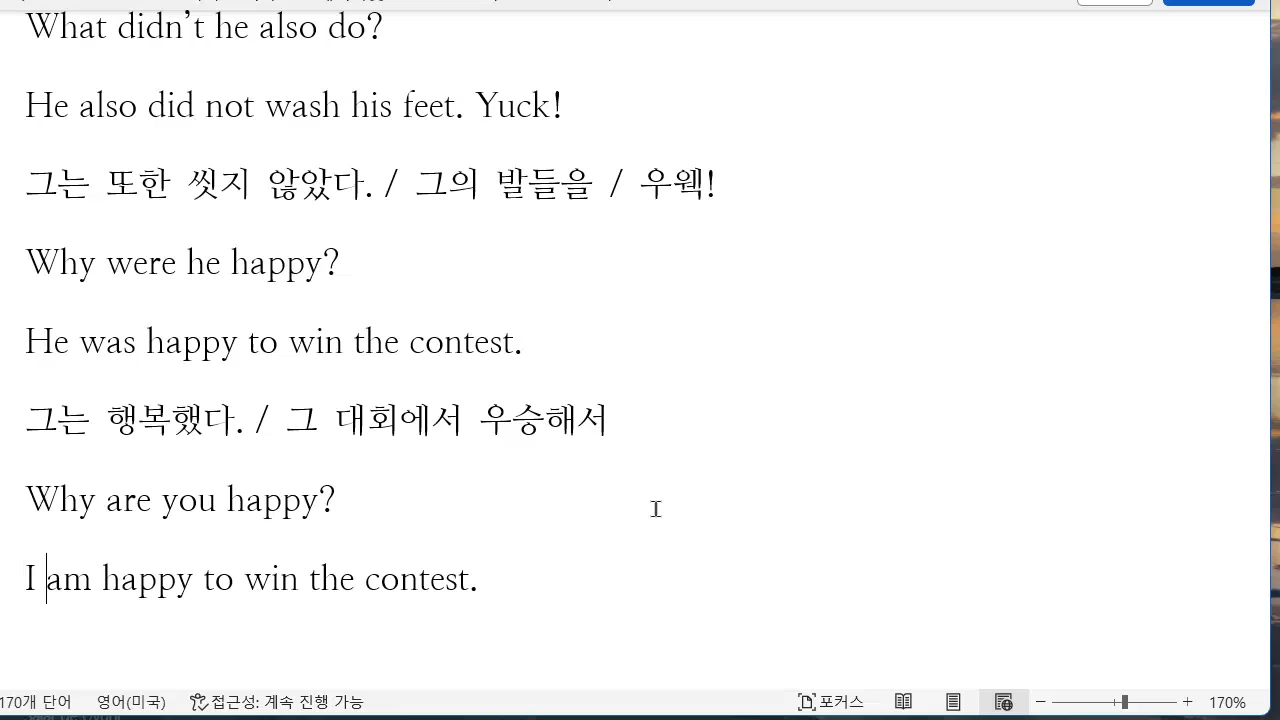 What didn’t he also do?
He also did not wash his feet. Yuck!
그는 또한 씻지 않았다. / 그의 발들을 / 우웩!
Why were he happy?
He was happy to win the contest.
그는 행복했다. / 그 대회에서 우승해서
Why are you happy?
I am happy to win the contest.
170개 단어 영어(미국) 접근성: 계속 진행 가능 포커스 170%